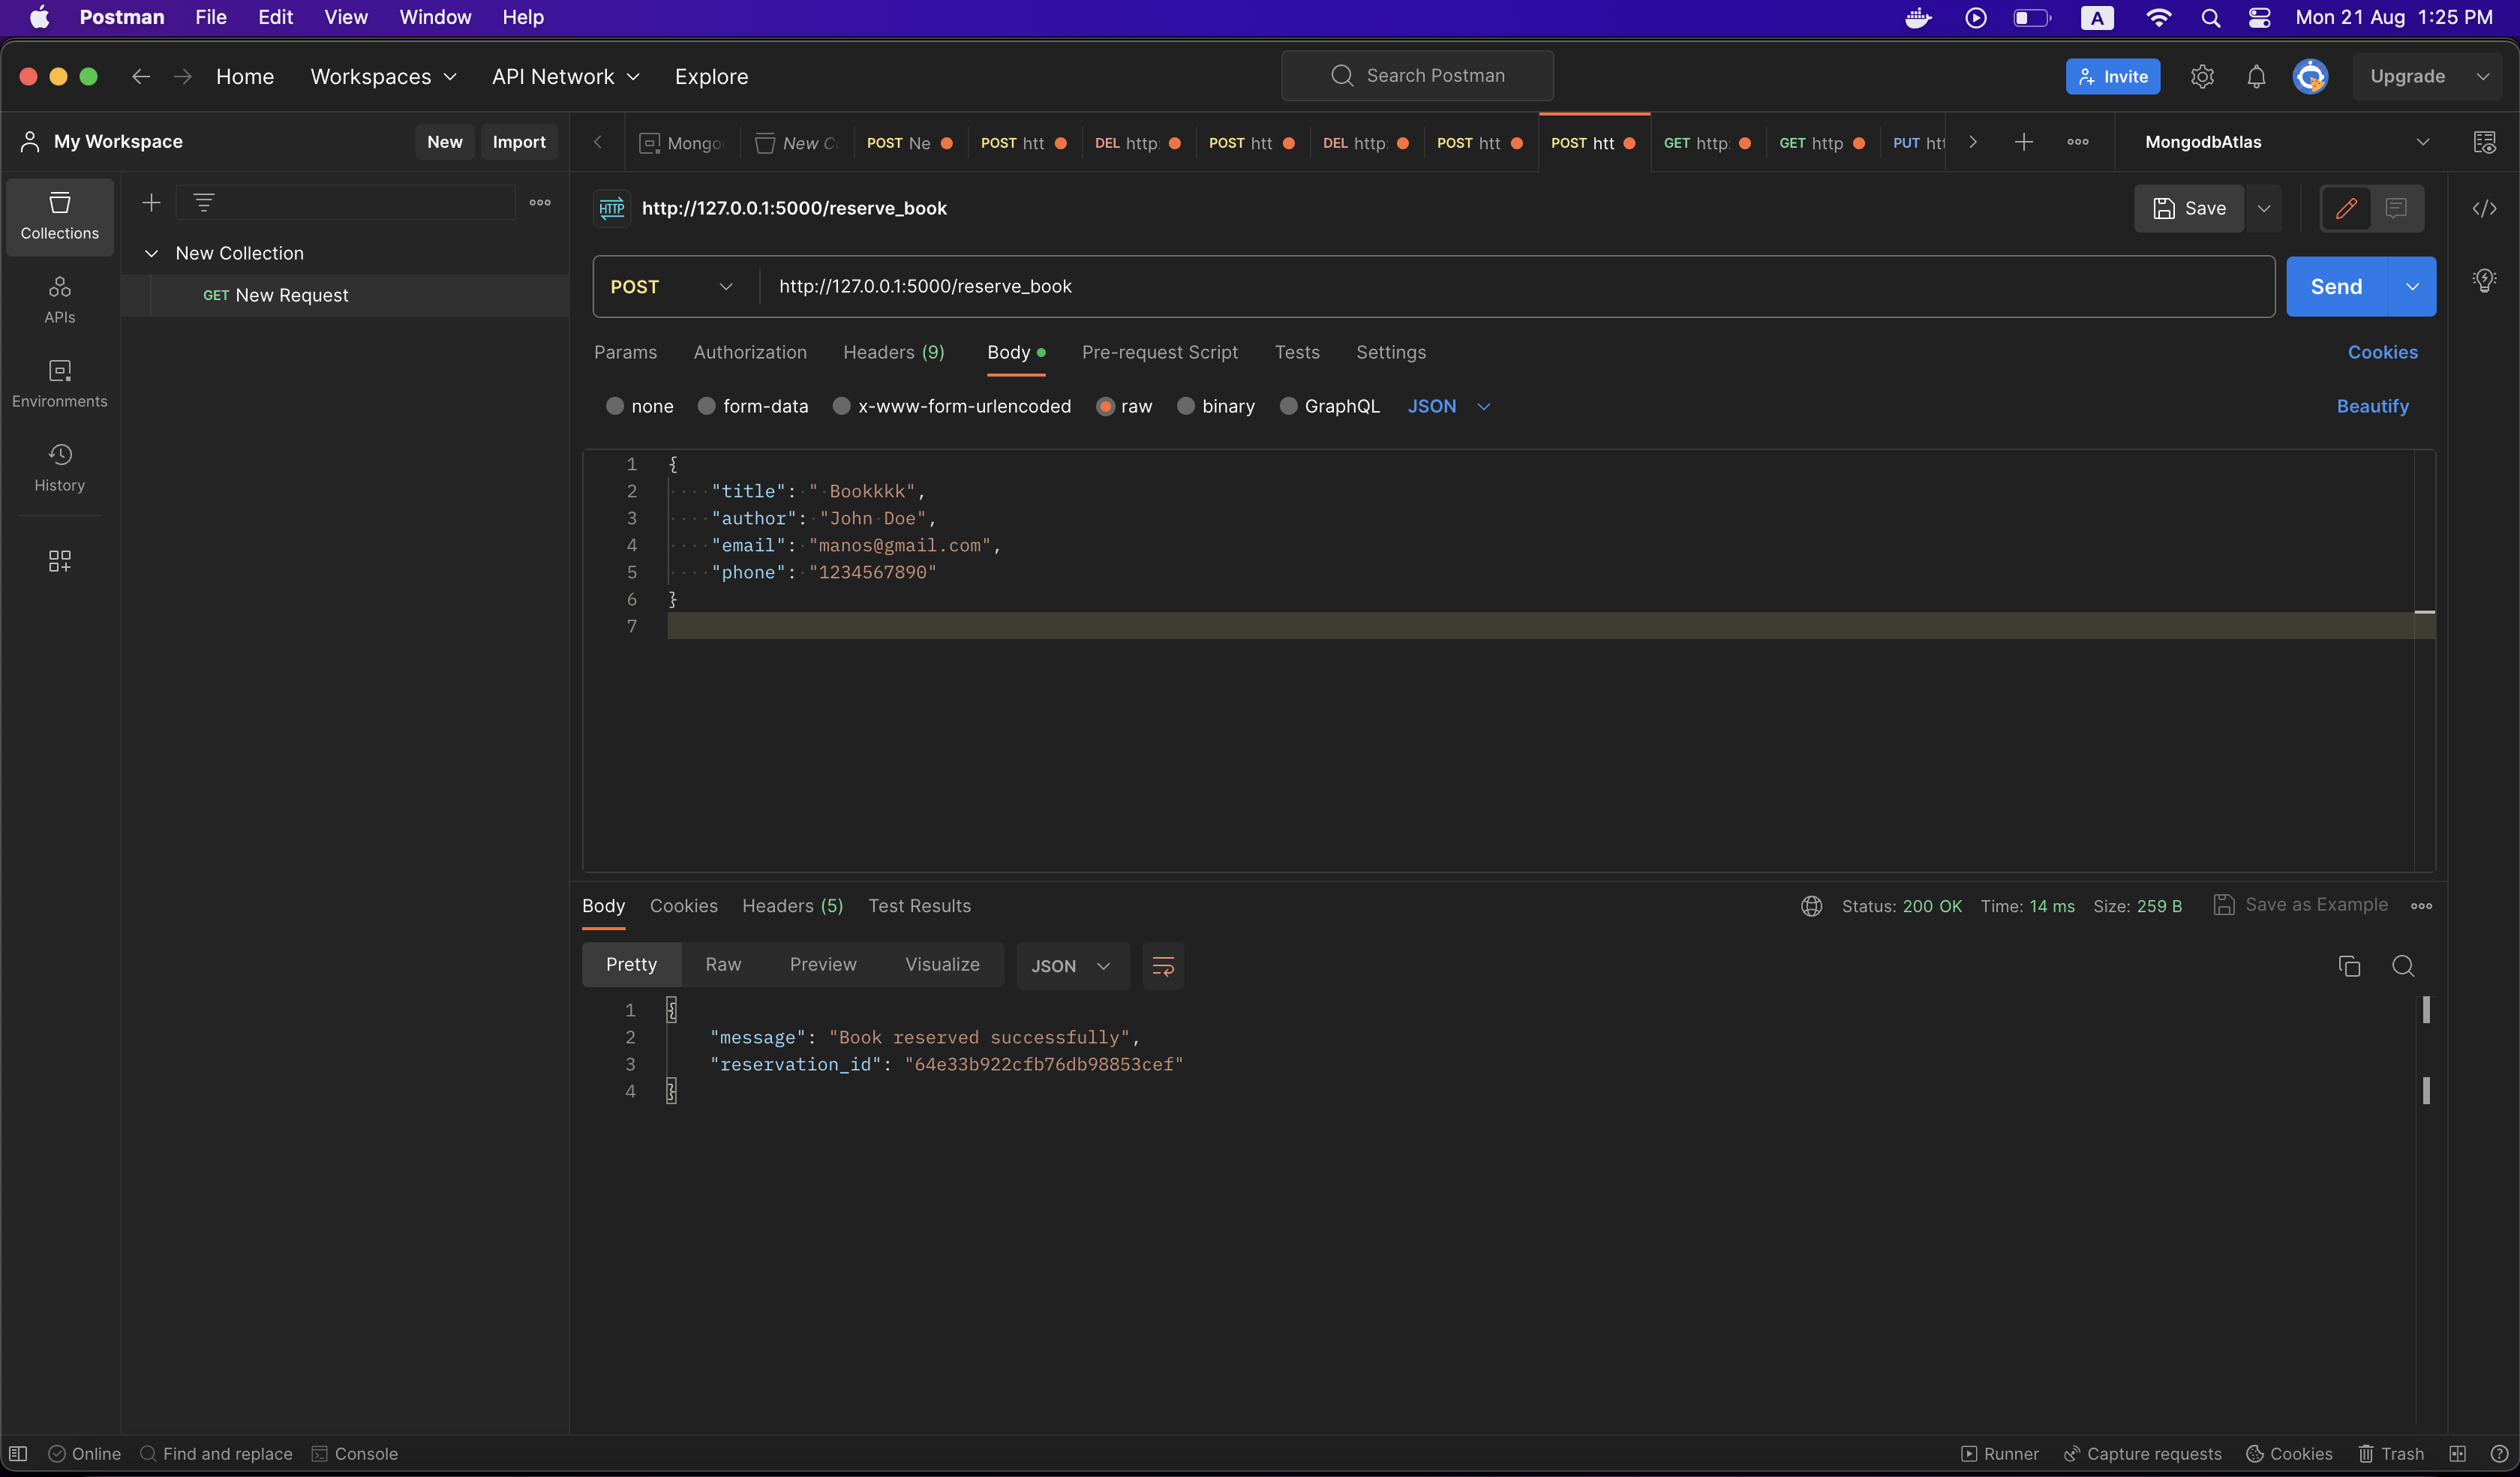 Postman File Edit View Window Help A Mon 21 Aug 1:25 PM
Home Workspaces API Network Explore Search Postman Invite Upgrade
My Workspace New Import Mongo New C POST Ne POST htt DEL http: POST htt DEL http: POST htt POST htt GET http: GET http PUT htt MongodbAtlas
Collections
APIs
Environments
History
New Collection
GET New Request
HTTP http://127.0.0.1:5000/reserve_book Save
POST http://127.0.0.1:5000/reserve_book Send
Params Authorization Headers (9) Body Pre-request Script Tests Settings Cookies
none form-data x-www-form-urlencoded raw binary GraphQL JSON Beautify
1 {
2 "title": " Bookkkk",
3 "author": "John Doe",
4 "email": "manos@gmail.com",
5 "phone": "1234567890"
6 }
7
Body Cookies Headers (5) Test Results Status: 200 OK Time: 14 ms Size: 259 B Save as Example
Pretty Raw Preview Visualize JSON
1 {
2 "message": "Book reserved successfully",
3 "reservation_id": "64e33b922cfb76db98853cef"
4 }
Online Find and replace Console Runner Capture requests Cookies Trash